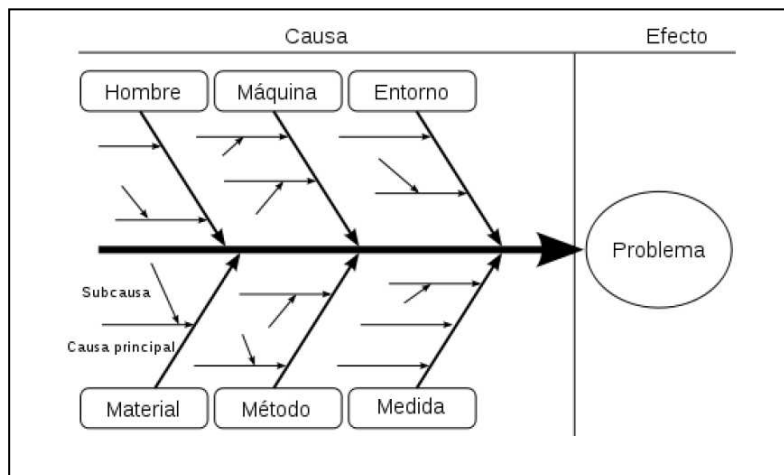 Causa
Efecto
Hombre
Máquina
Entorno
Problema
Subcausa
Causa principal
Material
Método
Medida